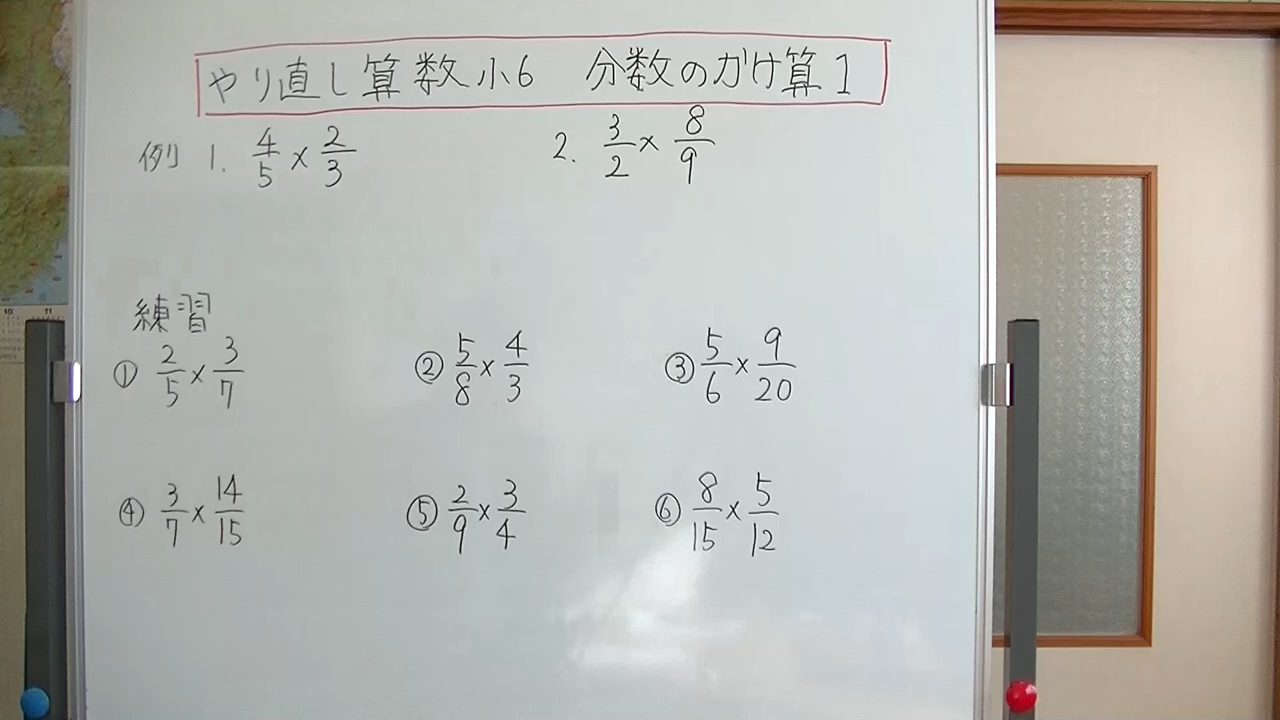 やり直し算数小6 分数のかけ算1
例 1. 4/5 × 2/3 2. 3/2 × 8/9
練習
① 2/5 × 3/7 ② 5/8 × 4/3 ③ 5/6 × 9/20
④ 3/7 × 14/15 ⑤ 2/9 × 3/4 ⑥ 8/15 × 5/12
10 11